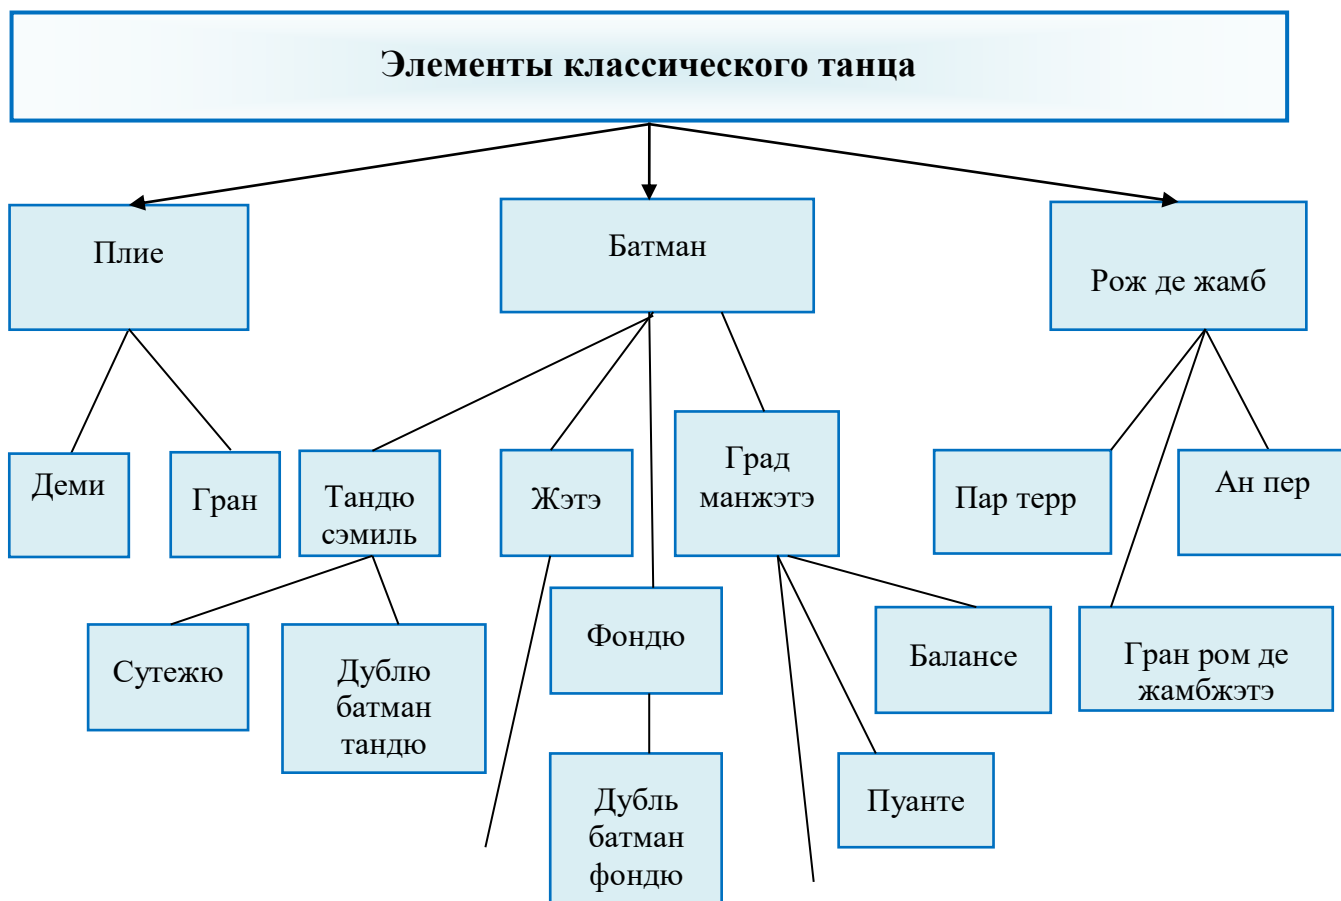 Элементы классического танца
Плие
Батман
Рож де жамб
Деми
Гран
Тандю
сэмиль
Жэтэ
Град
манжэтэ
Пар терр
Ан пер
Сутежю
Дублю
батман
тандю
Фондю
Балансе
Гран ром де
жамбжэтэ
Дубль
батман
фондю
Пуанте